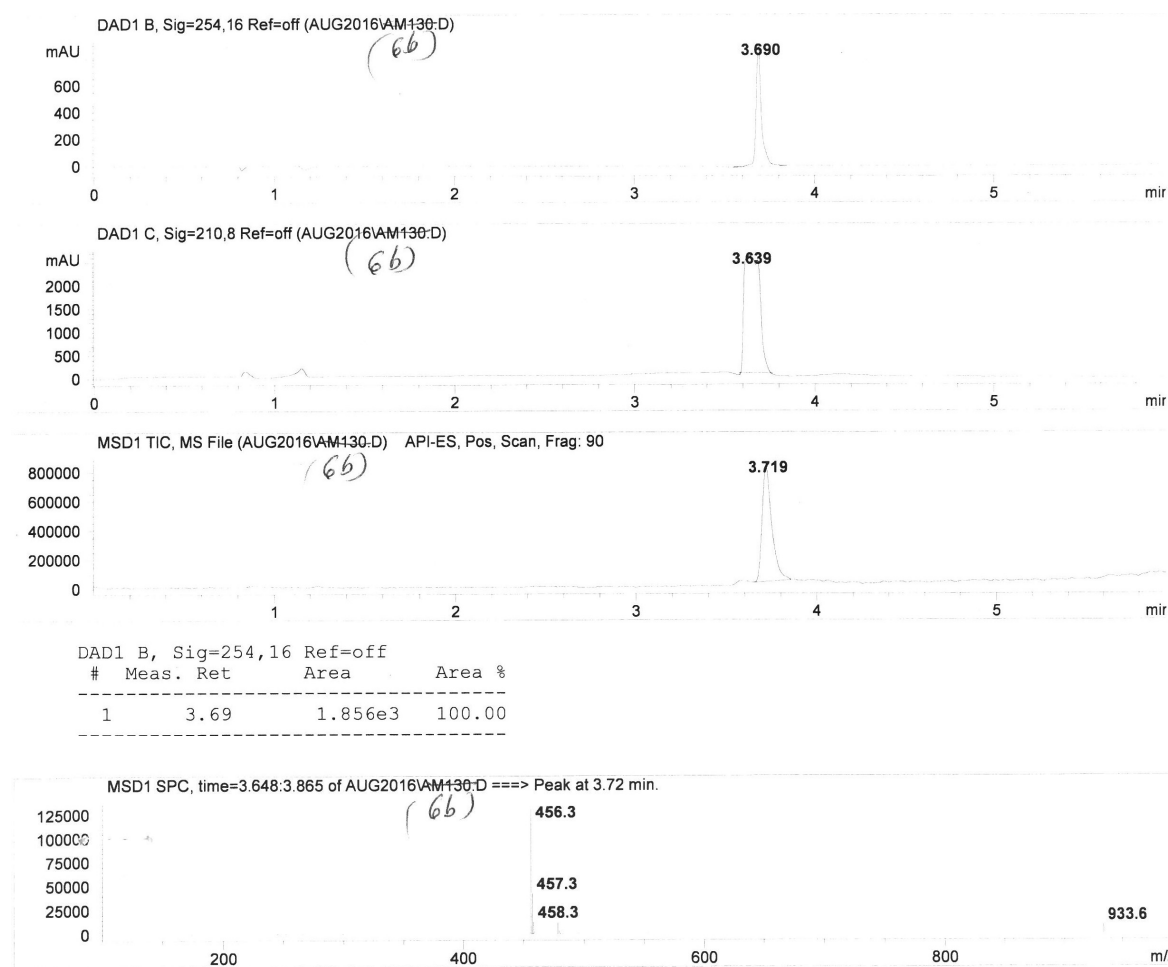 DAD1 B, Sig=254,16 Ref=off (AUG2016\AM130.D)
(6b)
mAU
3.690
600
400
200
0
0 1 2 3 4 5 mir
DAD1 C, Sig=210,8 Ref=off (AUG2016\AM130.D)
(6b)
mAU
3.639
2000
1500
1000
500
0
0 1 2 3 4 5 mir
MSD1 TIC, MS File (AUG2016\AM130.D) API-ES, Pos, Scan, Frag: 90
(6b)
800000
3.719
600000
400000
200000
0
1 2 3 4 5 mir
DAD1 B, Sig=254,16 Ref=off
# Meas. Ret Area Area %
1 3.69 1.856e3 100.00
MSD1 SPC, time=3.648:3.865 of AUG2016\AM130.D ===> Peak at 3.72 min.
(6b)
125000
456.3
100000
75000
50000
457.3
25000
458.3
933.6
0
200 400 600 800 m/